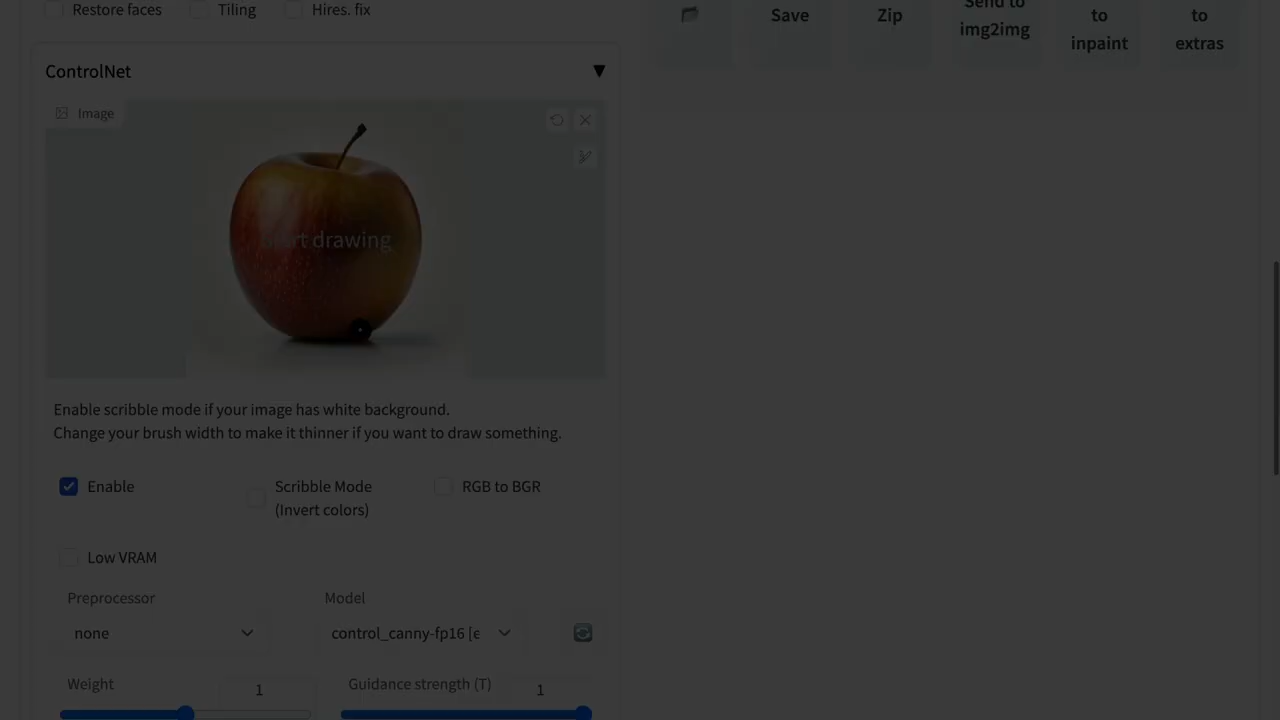 Restore faces
Tiling
Hires. fix
Save
Zip
Send to
img2img
to
inpaint
to
extras
ControlNet
Image
Start drawing
Enable scribble mode if your image has white background.
Change your brush width to make it thinner if you want to draw something.
Enable
Scribble Mode
(Invert colors)
RGB to BGR
Low VRAM
Preprocessor
Model
none
control_canny-fp16 [e
Weight
1
Guidance strength (T)
1